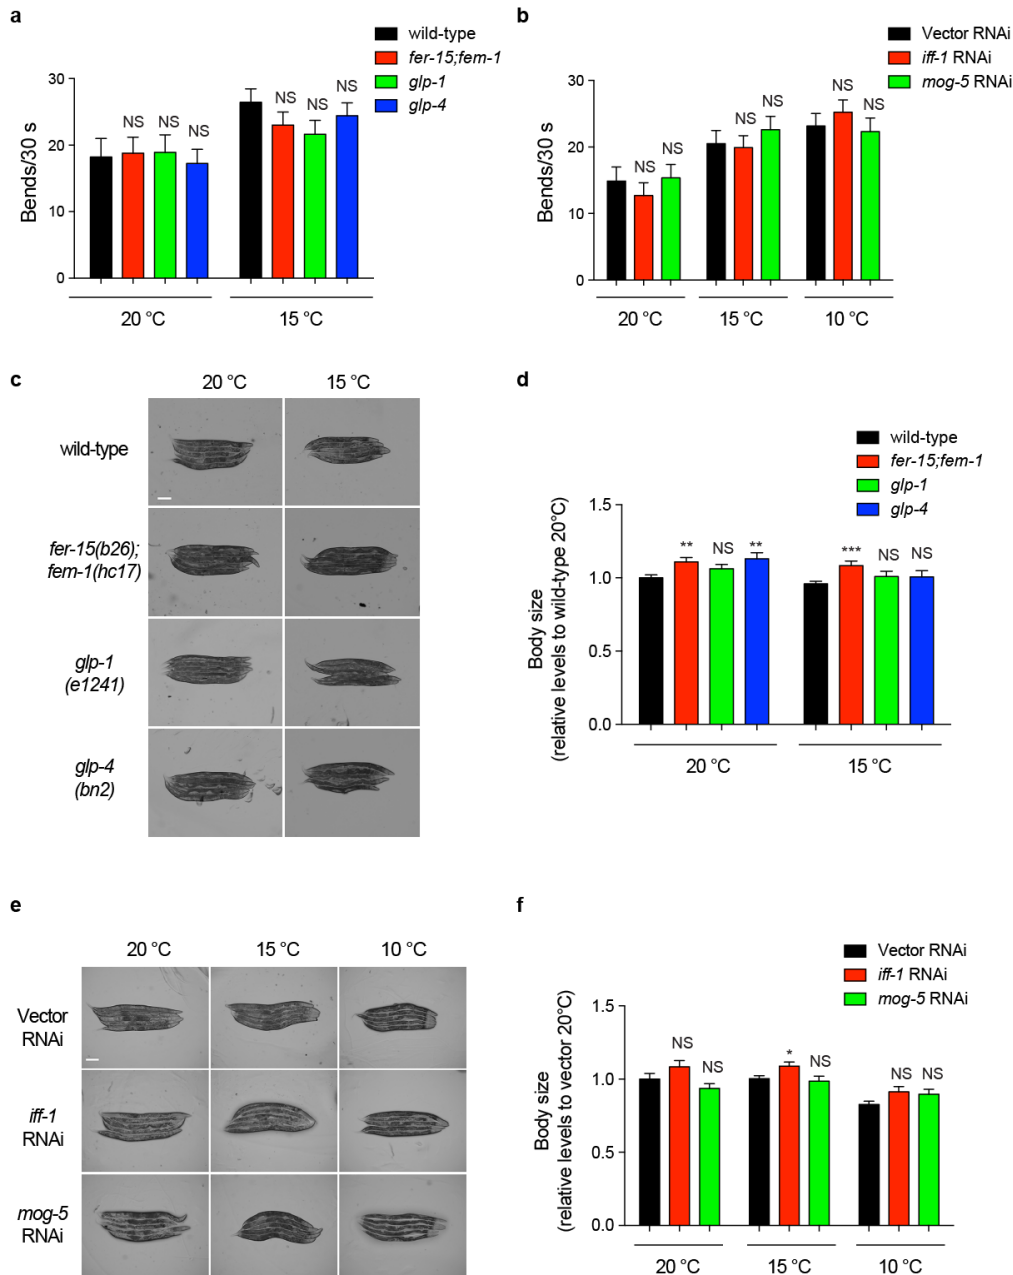 a
wild-type
fer-15;fem-1
glp-1
glp-4
Bends/30 s
30
20
10
0
NS
NS
NS
NS
NS
NS
20 °C
15 °C
b
Vector RNAi
iff-1 RNAi
mog-5 RNAi
Bends/30 s
30
20
10
0
NS
NS
NS
NS
NS
NS
20 °C
15 °C
10 °C
c
20 °C
15 °C
wild-type
fer-15(b26);
fem-1(hc17)
glp-1
(e1241)
glp-4
(bn2)
d
wild-type
fer-15;fem-1
glp-1
glp-4
Body size
(relative levels to wild-type 20°C)
1.5
1.0
0.5
0.0
**
NS
**
***
NS
NS
20 °C
15 °C
e
20 °C
15 °C
10 °C
Vector
RNAi
iff-1
RNAi
mog-5
RNAi
f
Vector RNAi
iff-1 RNAi
mog-5 RNAi
Body size
(relative levels to vector 20°C)
1.5
1.0
0.5
0.0
NS
NS
*
NS
NS
NS
20 °C
15 °C
10 °C